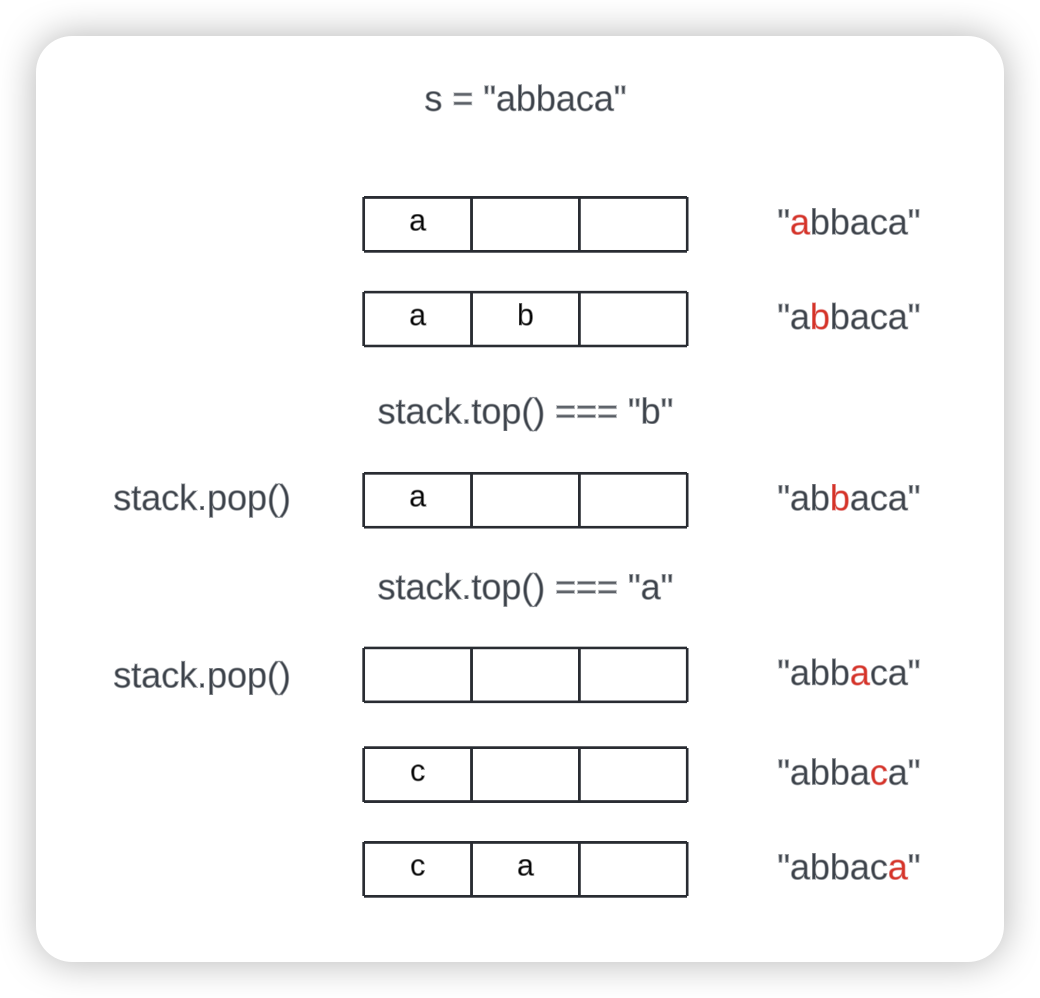 s = "abbaca"
a "abbaca"
a b "abbaca"
stack.top() === "b"
stack.pop() a "abbaca"
stack.top() === "a"
stack.pop() "abbaca"
c "abbaca"
c a "abbaca"